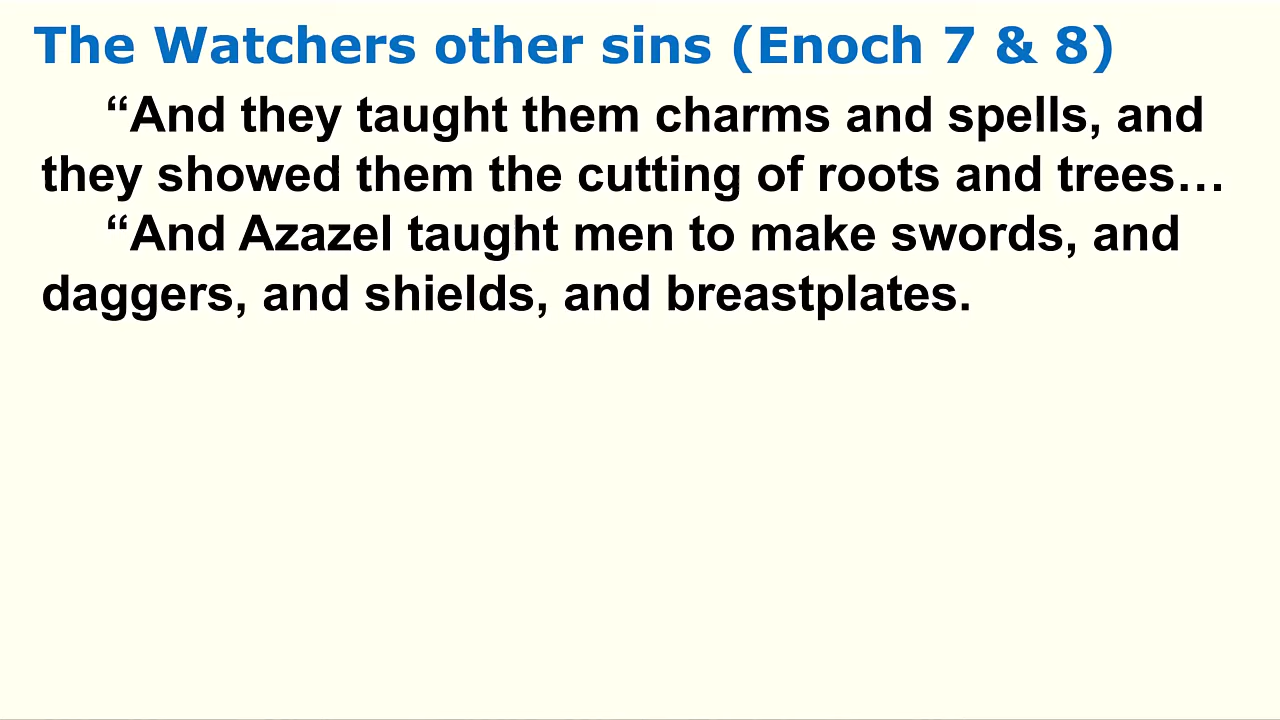 The Watchers other sins (Enoch 7 & 8)
“And they taught them charms and spells, and
they showed them the cutting of roots and trees…
“And Azazel taught men to make swords, and
daggers, and shields, and breastplates.